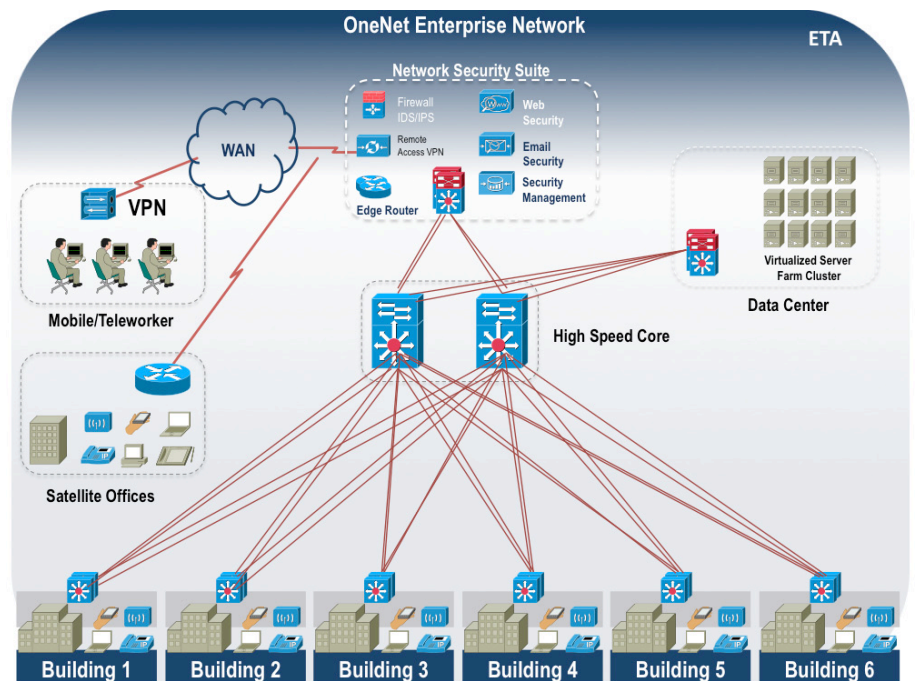 OneNet Enterprise Network
ETA
Network Security Suite
Firewall
IDS/IPS
Web
Security
Remote
Access VPN
Email
Security
Edge Router
Security
Management
WAN
VPN
Mobile/Teleworker
Virtualized Server
Farm Cluster
Data Center
High Speed Core
IP
Satellite Offices
Building 1
Building 2
Building 3
Building 4
Building 5
Building 6